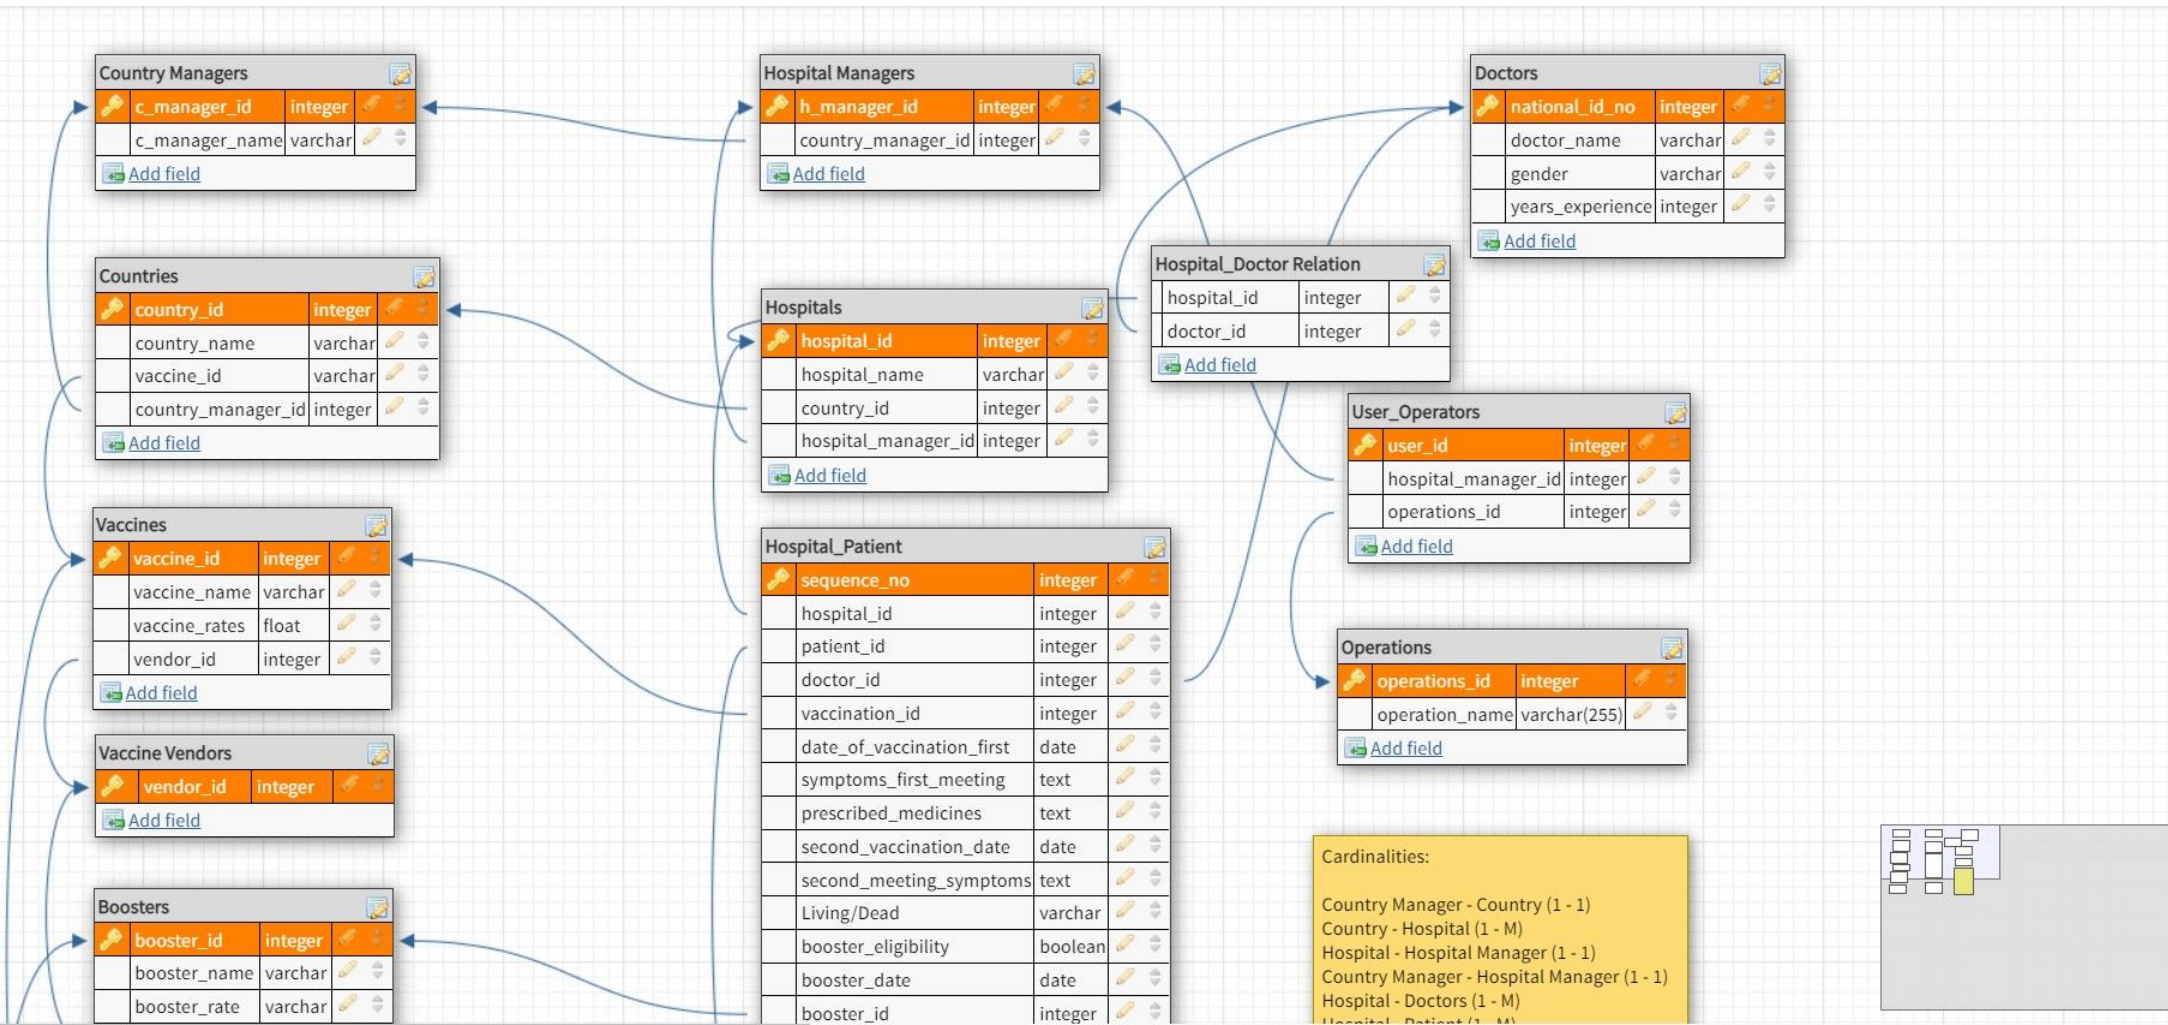 Country Managers
c_manager_id integer
c_manager_name varchar
Add field
Countries
country_id integer
country_name varchar
vaccine_id varchar
country_manager_id integer
Add field
Vaccines
vaccine_id integer
vaccine_name varchar
vaccine_rates float
vendor_id integer
Add field
Vaccine Vendors
vendor_id integer
Add field
Boosters
booster_id integer
booster_name varchar
booster_rate varchar
Hospital Managers
h_manager_id integer
country_manager_id integer
Add field
Hospitals
hospital_id integer
hospital_name varchar
country_id integer
hospital_manager_id integer
Add field
Hospital_Patient
sequence_no integer
hospital_id integer
patient_id integer
doctor_id integer
vaccination_id integer
date_of_vaccination_first date
symptoms_first_meeting text
prescribed_medicines text
second_vaccination_date date
second_meeting_symptoms text
Living/Dead varchar
booster_eligibility boolean
booster_date date
booster_id integer
Doctors
national_id_no integer
doctor_name varchar
gender varchar
years_experience integer
Add field
Hospital_Doctor Relation
hospital_id integer
doctor_id integer
Add field
User_Operators
user_id integer
hospital_manager_id integer
operations_id integer
Add field
Operations
operations_id integer
operation_name varchar(255)
Add field
Cardinalities:
Country Manager - Country (1 - 1)
Country - Hospital (1 - M)
Hospital - Hospital Manager (1 - 1)
Country Manager - Hospital Manager (1 - 1)
Hospital - Doctors (1 - M)
Hospital - Patient (1 - M)